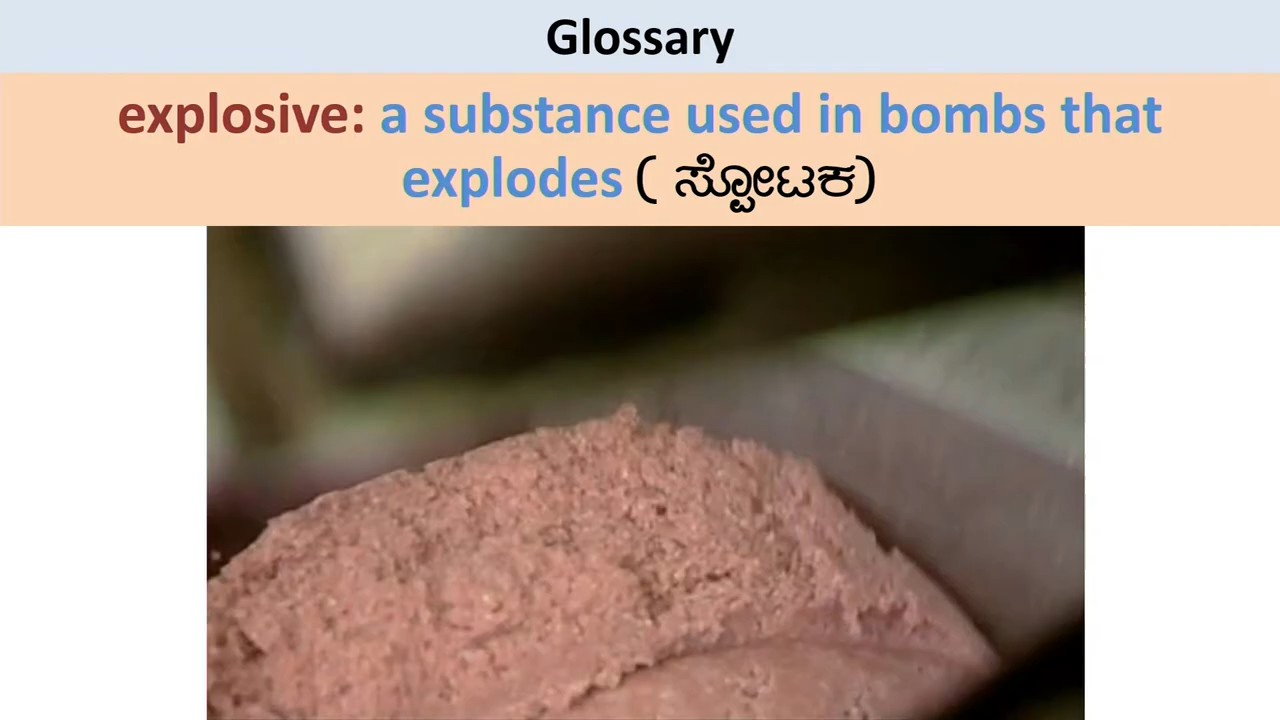 Glossary
explosive: a substance used in bombs that
explodes ( ಸ್ಪೋಟಕ)